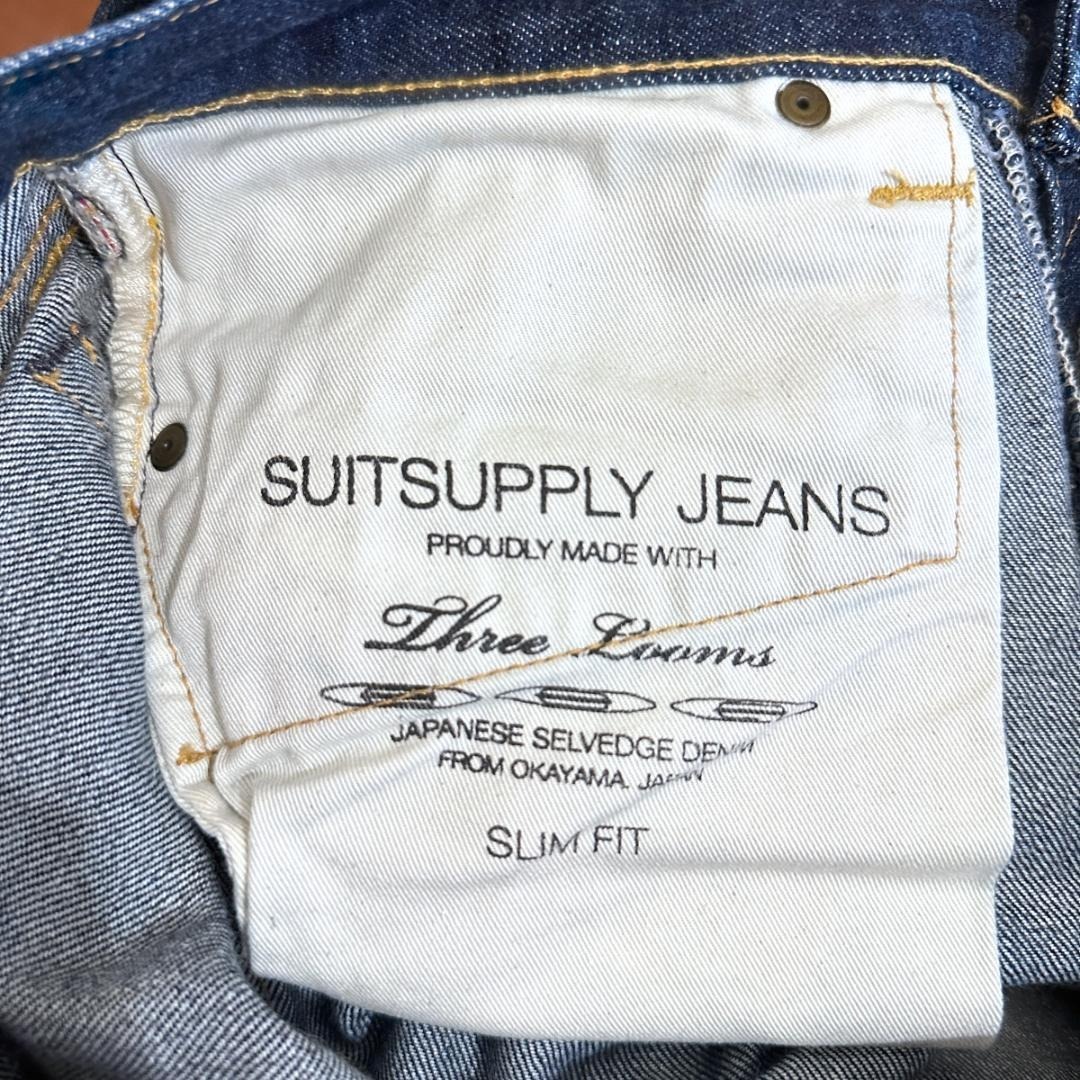 SUITSUPPLY JEANS
PROUDLY MADE WITH
Three Looms
JAPANESE SELVEDGE DENIM
FROM OKAYAMA, JAPAN
SLIM FIT